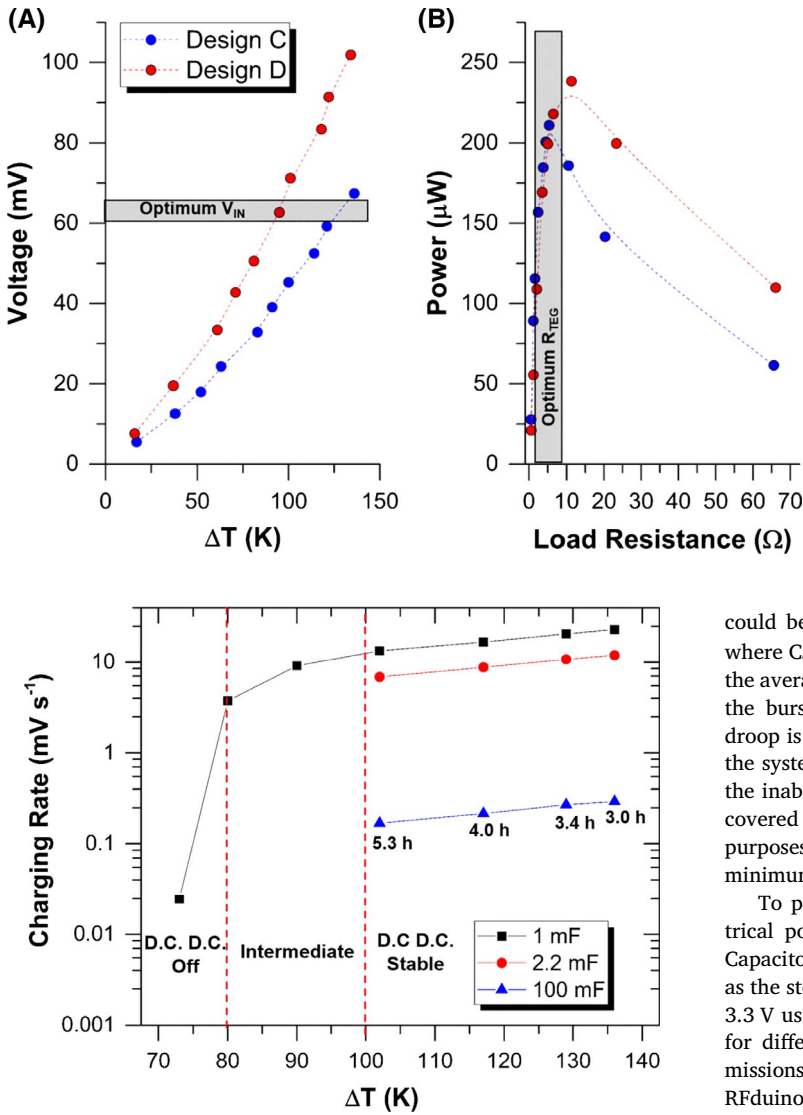 (A)
Design C
Design D
100
80
60
40
20
0
Optimum V_IN
Voltage (mV)
0
50
100
150
ΔT (K)
(B)
250
200
150
100
50
0
Optimum R_TEG
Power (μW)
0
10
20
30
40
50
60
70
Load Resistance (Ω)
10
1
0.1
0.01
0.001
Charging Rate (mV s⁻¹)
5.3 h
4.0 h
3.4 h
3.0 h
D.C. D.C.
Off
Intermediate
D.C D.C.
Stable
1 mF
2.2 mF
100 mF
70
80
90
100
110
120
130
140
ΔT (K)
could be
where C
the avera
the burs
droop is
the syste
the inab
covered
purposes
minimum
To p
trical po
Capacito
as the ste
3.3 V us
for diffe
missions
RFduino